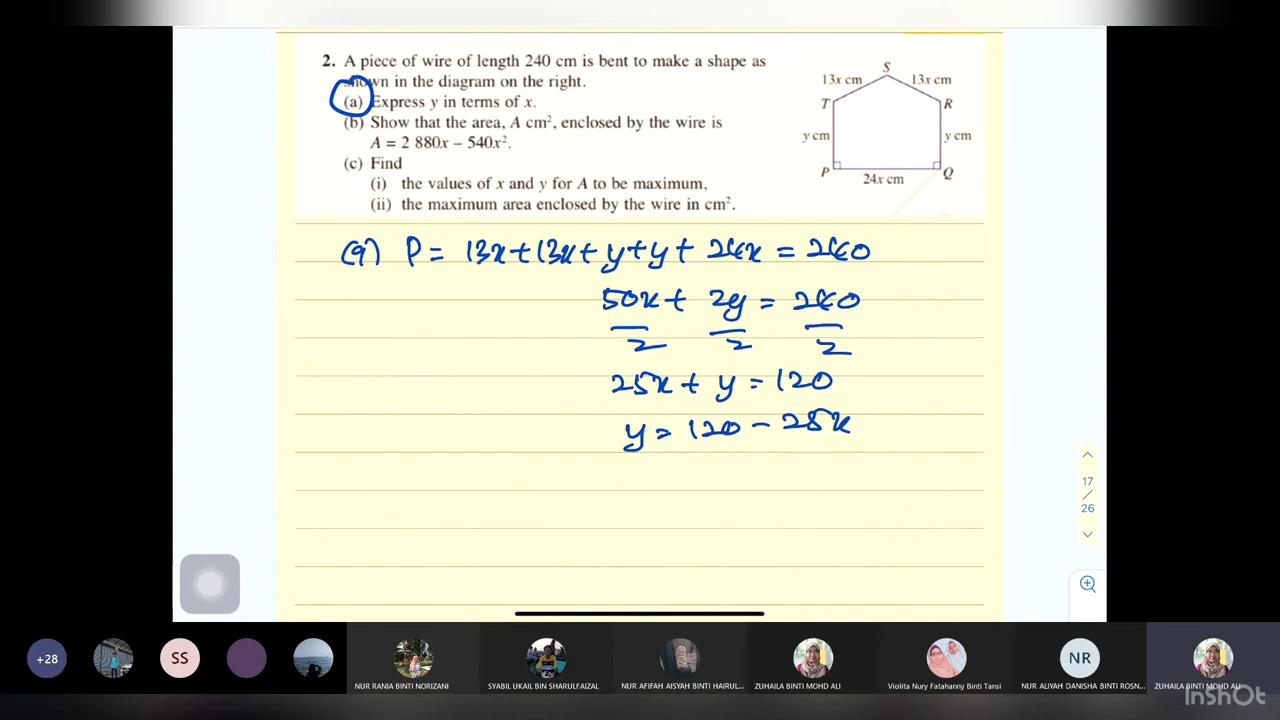 2. A piece of wire of length 240 cm is bent to make a shape as
shown in the diagram on the right.
(a) Express y in terms of x.
(b) Show that the area, A cm², enclosed by the wire is
A = 2 880x – 540x².
(c) Find
(i) the values of x and y for A to be maximum,
(ii) the maximum area enclosed by the wire in cm².
S
13x cm 13x cm
T R
y cm y cm
P Q
24x cm
(a) P = 13x + 13x + y + y + 24x = 240
50x + 2y = 240
2 2 2
25x + y = 120
y = 120 - 25x
17
/
26
+28
SS
NR
NUR RANIA BINTI NORIZANI
SYABIL UKAIL BIN SHARULFAIZAL
NUR AFIFAH AISYAH BINTI HAIRUL...
ZUHAILA BINTI MOHD ALI
Violita Nury Fatahanny Binti Tansi
NUR ALIYAH DANISHA BINTI ROSN...
ZUHAILA BINTI MOHD ALI
InShOt